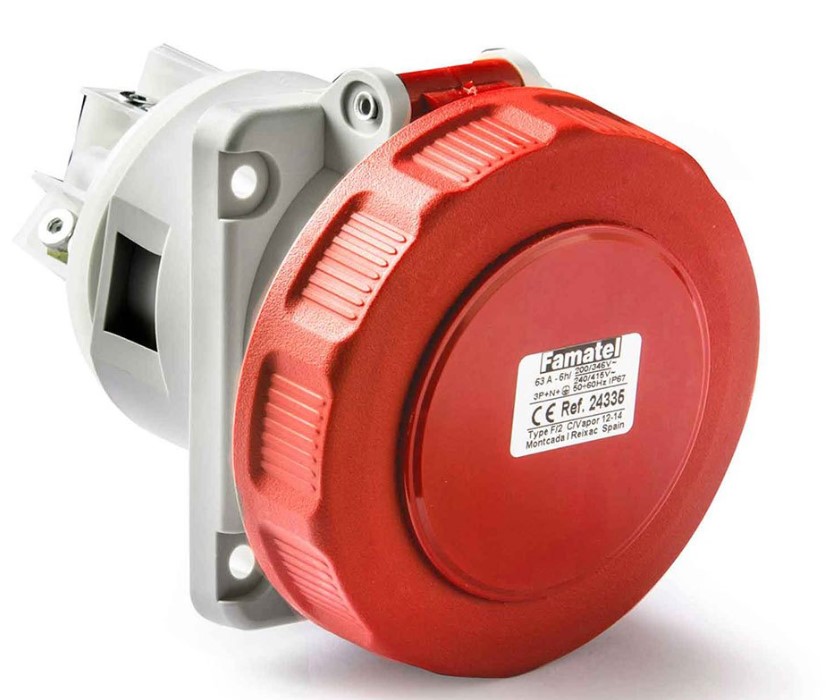 Famatel
63 A - 6h/ 200/346V~
240/415V~
3P+N+⏚ 50-60Hz IP67
CE Ref. 24335
Type F/2 C/Vapor 12-14
Montcada I Reixac Spain